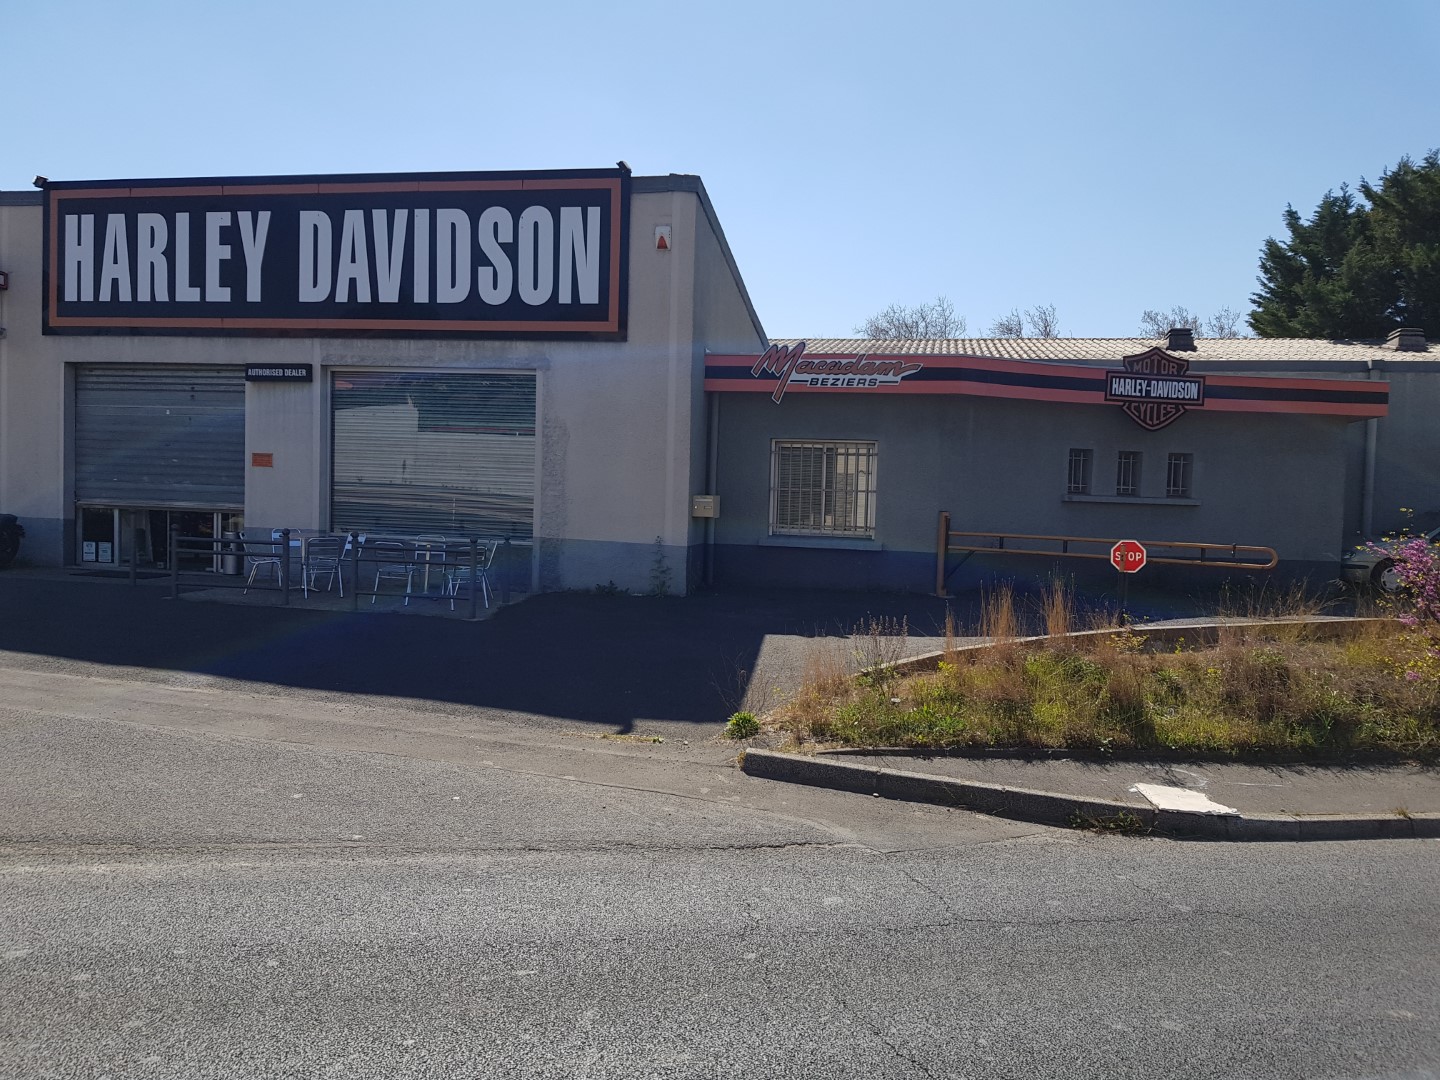 HARLEY DAVIDSON
AUTHORISED DEALER
Macadam
BEZIERS
MOTOR
HARLEY-DAVIDSON
CYCLES
STOP